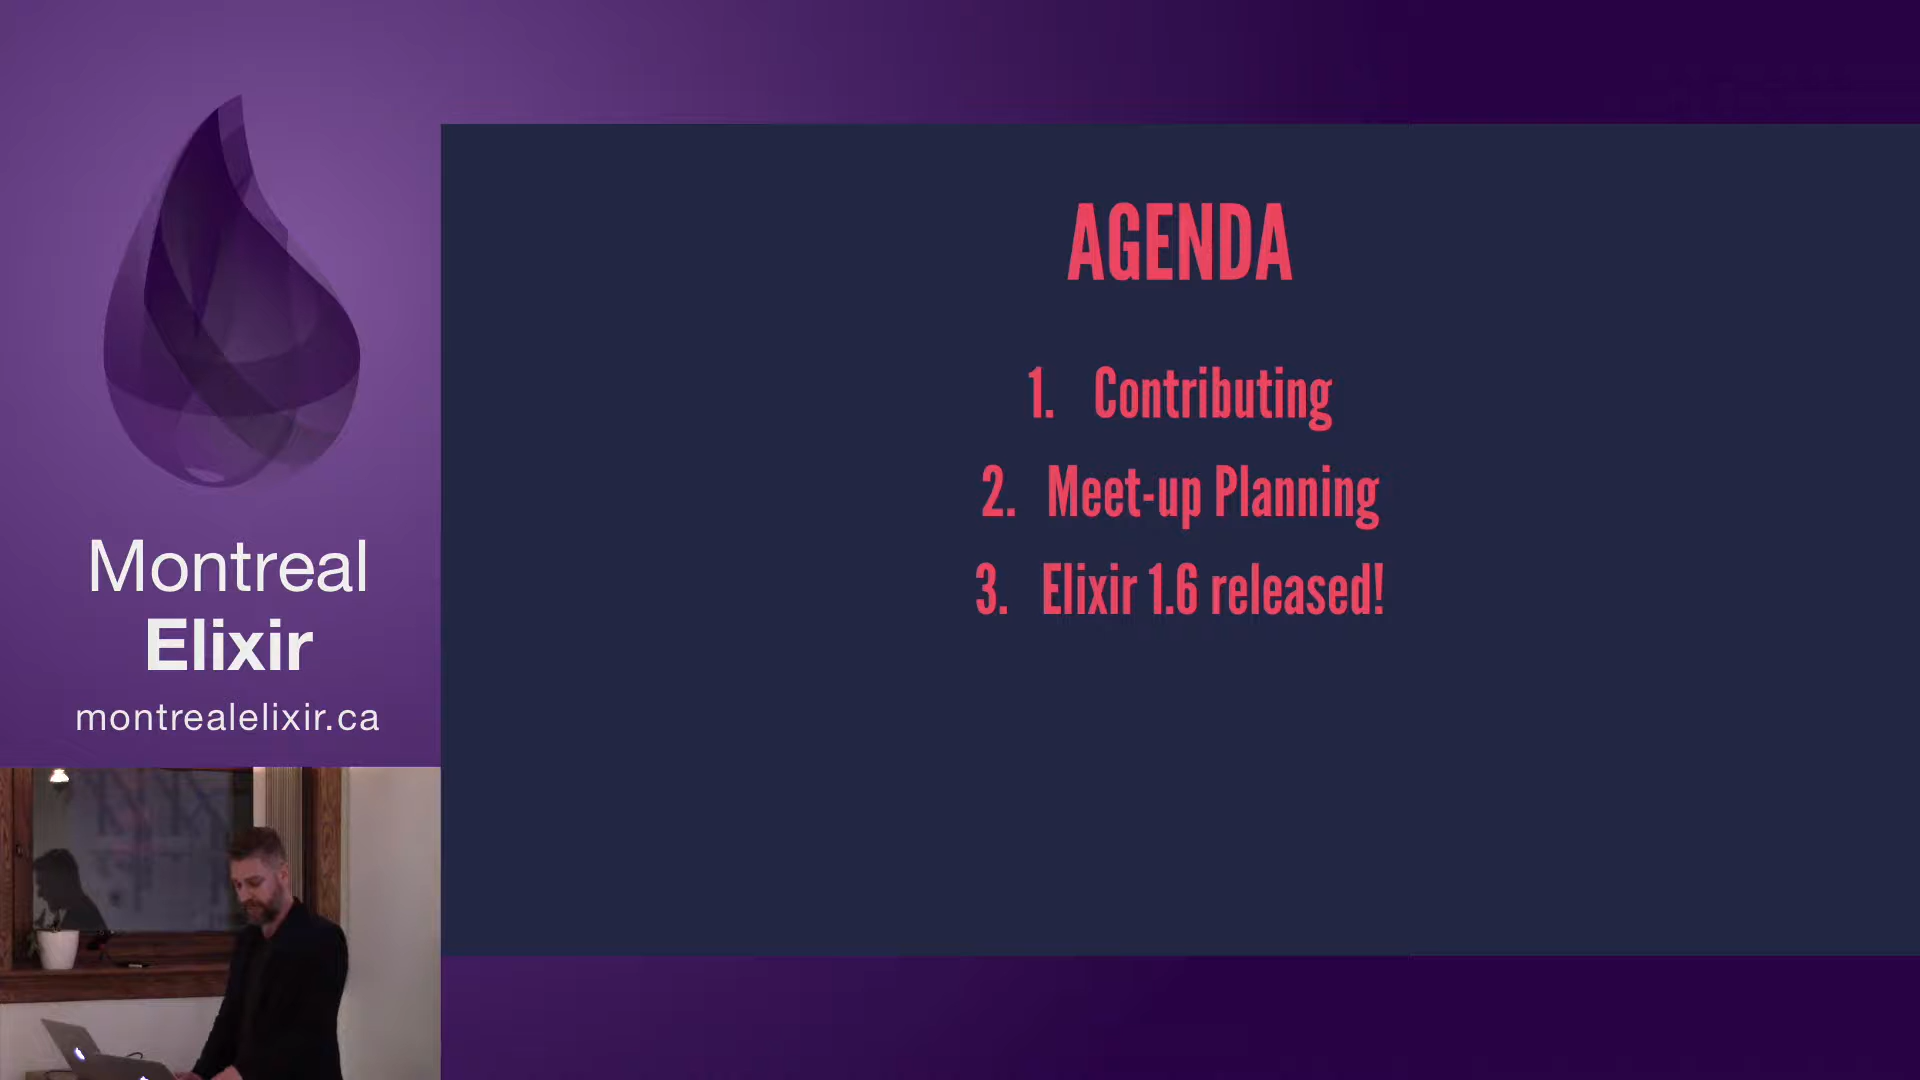 Montreal
Elixir
montrealelixir.ca
AGENDA
1. Contributing
2. Meet-up Planning
3. Elixir 1.6 released!